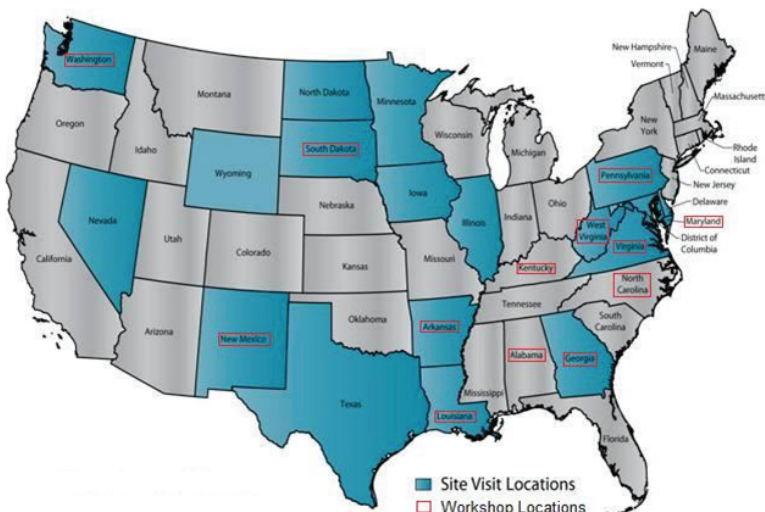 Washington
Montana
North Dakota
Minnesota
New Hampshire
Vermont
Maine
Massachusett
Oregon
Idaho
Wyoming
South Dakota
Wisconsin
Michigan
New
York
Rhode
Island
Connecticut
New Jersey
Delaware
Maryland
District of
Columbia
Nevada
Utah
Colorado
Nebraska
Iowa
Illinois
Indiana
Ohio
Pennsylvania
West
Virginia
Virginia
California
Kansas
Missouri
Kentucky
North
Carolina
Tennessee
South
Carolina
Arizona
New Mexico
Oklahoma
Arkansas
Texas
Louisiana
Mississippi
Alabama
Georgia
Florida
Site Visit Locations
Workshop Locations